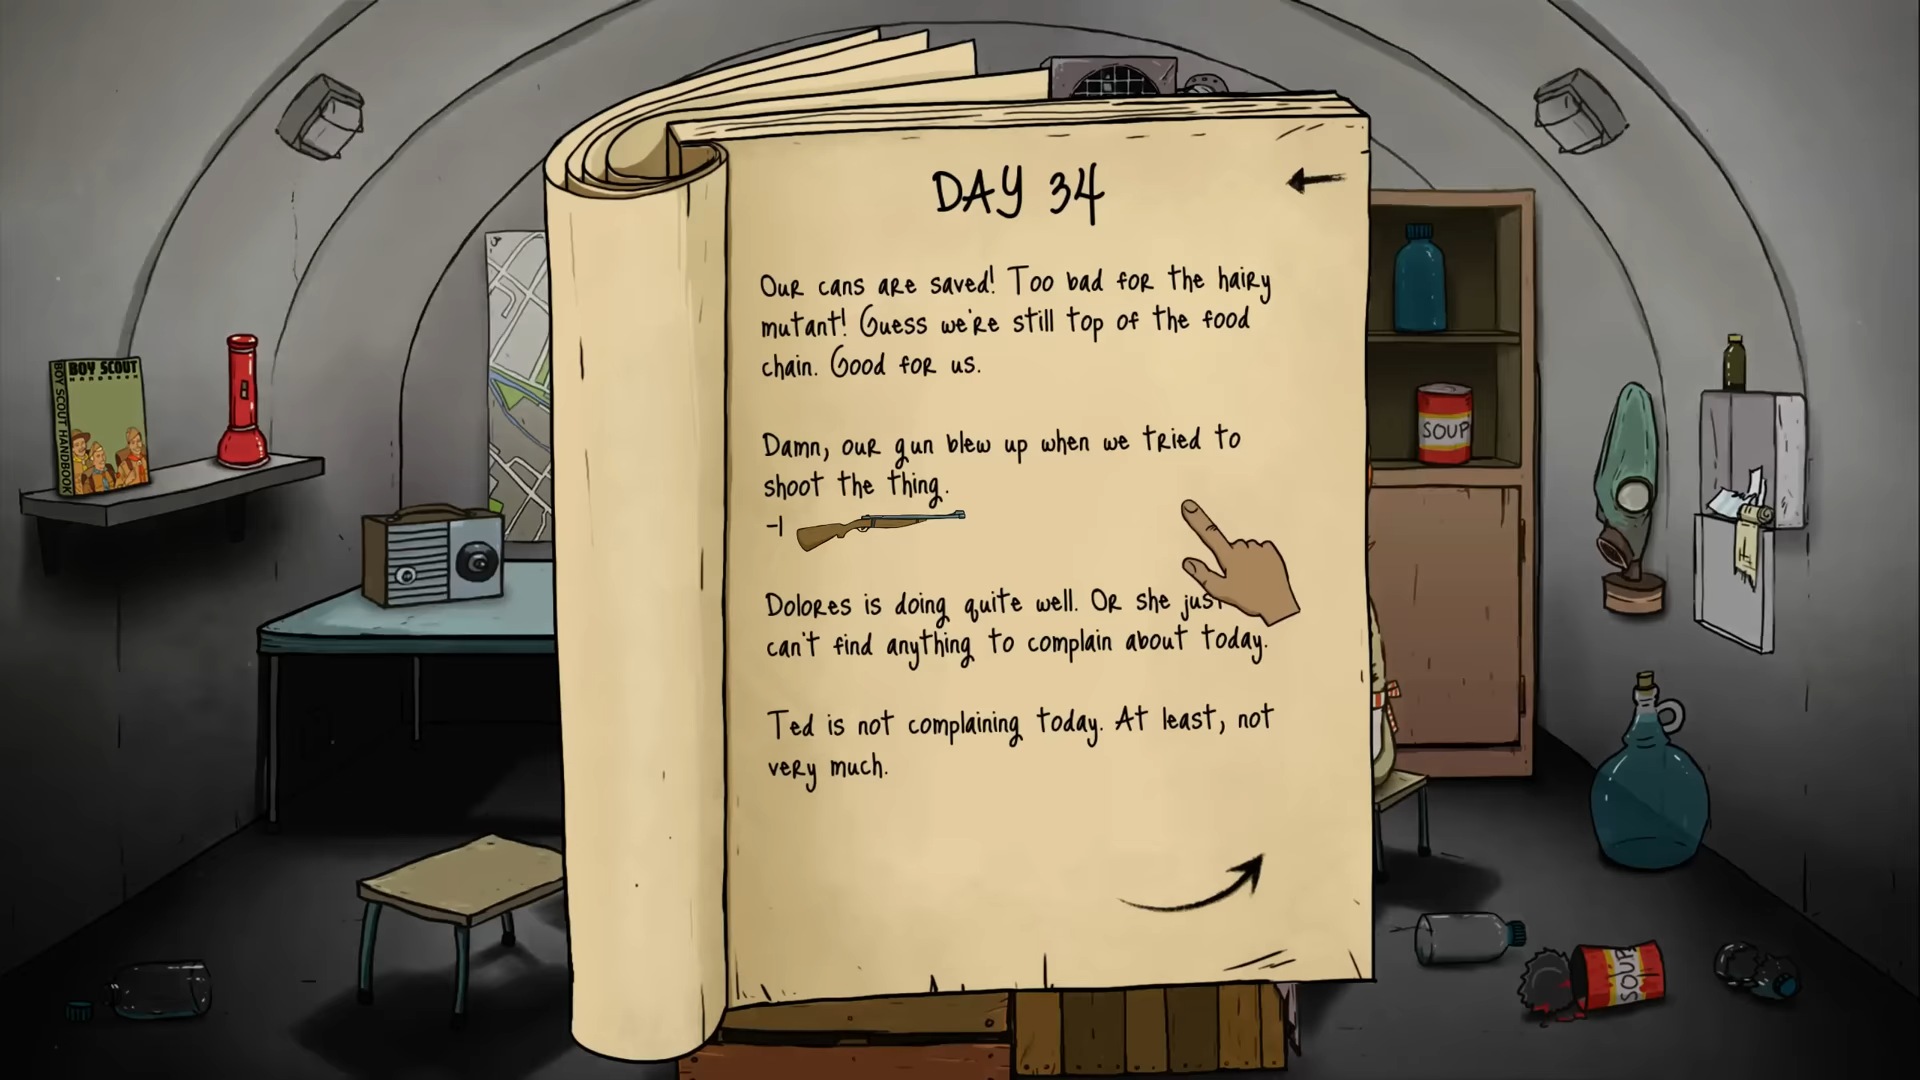 DAY 34
Our cans are saved! Too bad for the hairy
mutant! Guess we're still top of the food
chain. Good for us.
Damn, our gun blew up when we tried to
shoot the thing.
-1
Dolores is doing quite well. Or she just
can't find anything to complain about today.
Ted is not complaining today. At least, not
very much.
BOY SCOUT
HANDBOOK
BOY SCOUT HANDBOOK
SOUP
SOUP